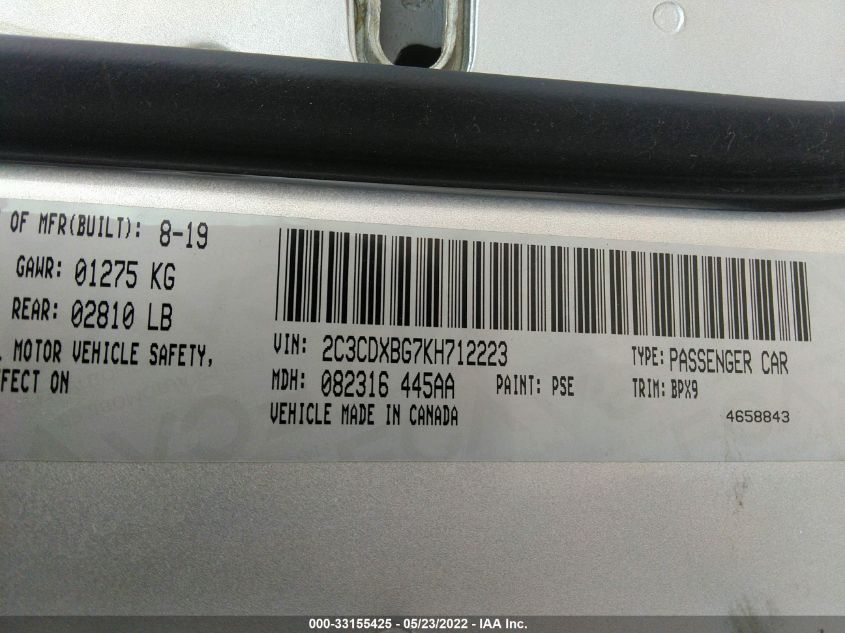 OF MFR(BUILT): 8-19
GAWR: 01275 KG
REAR: 02810 LB
MOTOR VEHICLE SAFETY,
ON
VIN: 2C3CDXBG7KH712223
TYPE: PASSENGER CAR
MDH: 082316 445AA
PAINT: PSE
TRIM: BPX9
VEHICLE MADE IN CANADA
4658843
000-33155425 - 05/23/2022 - IAA Inc.